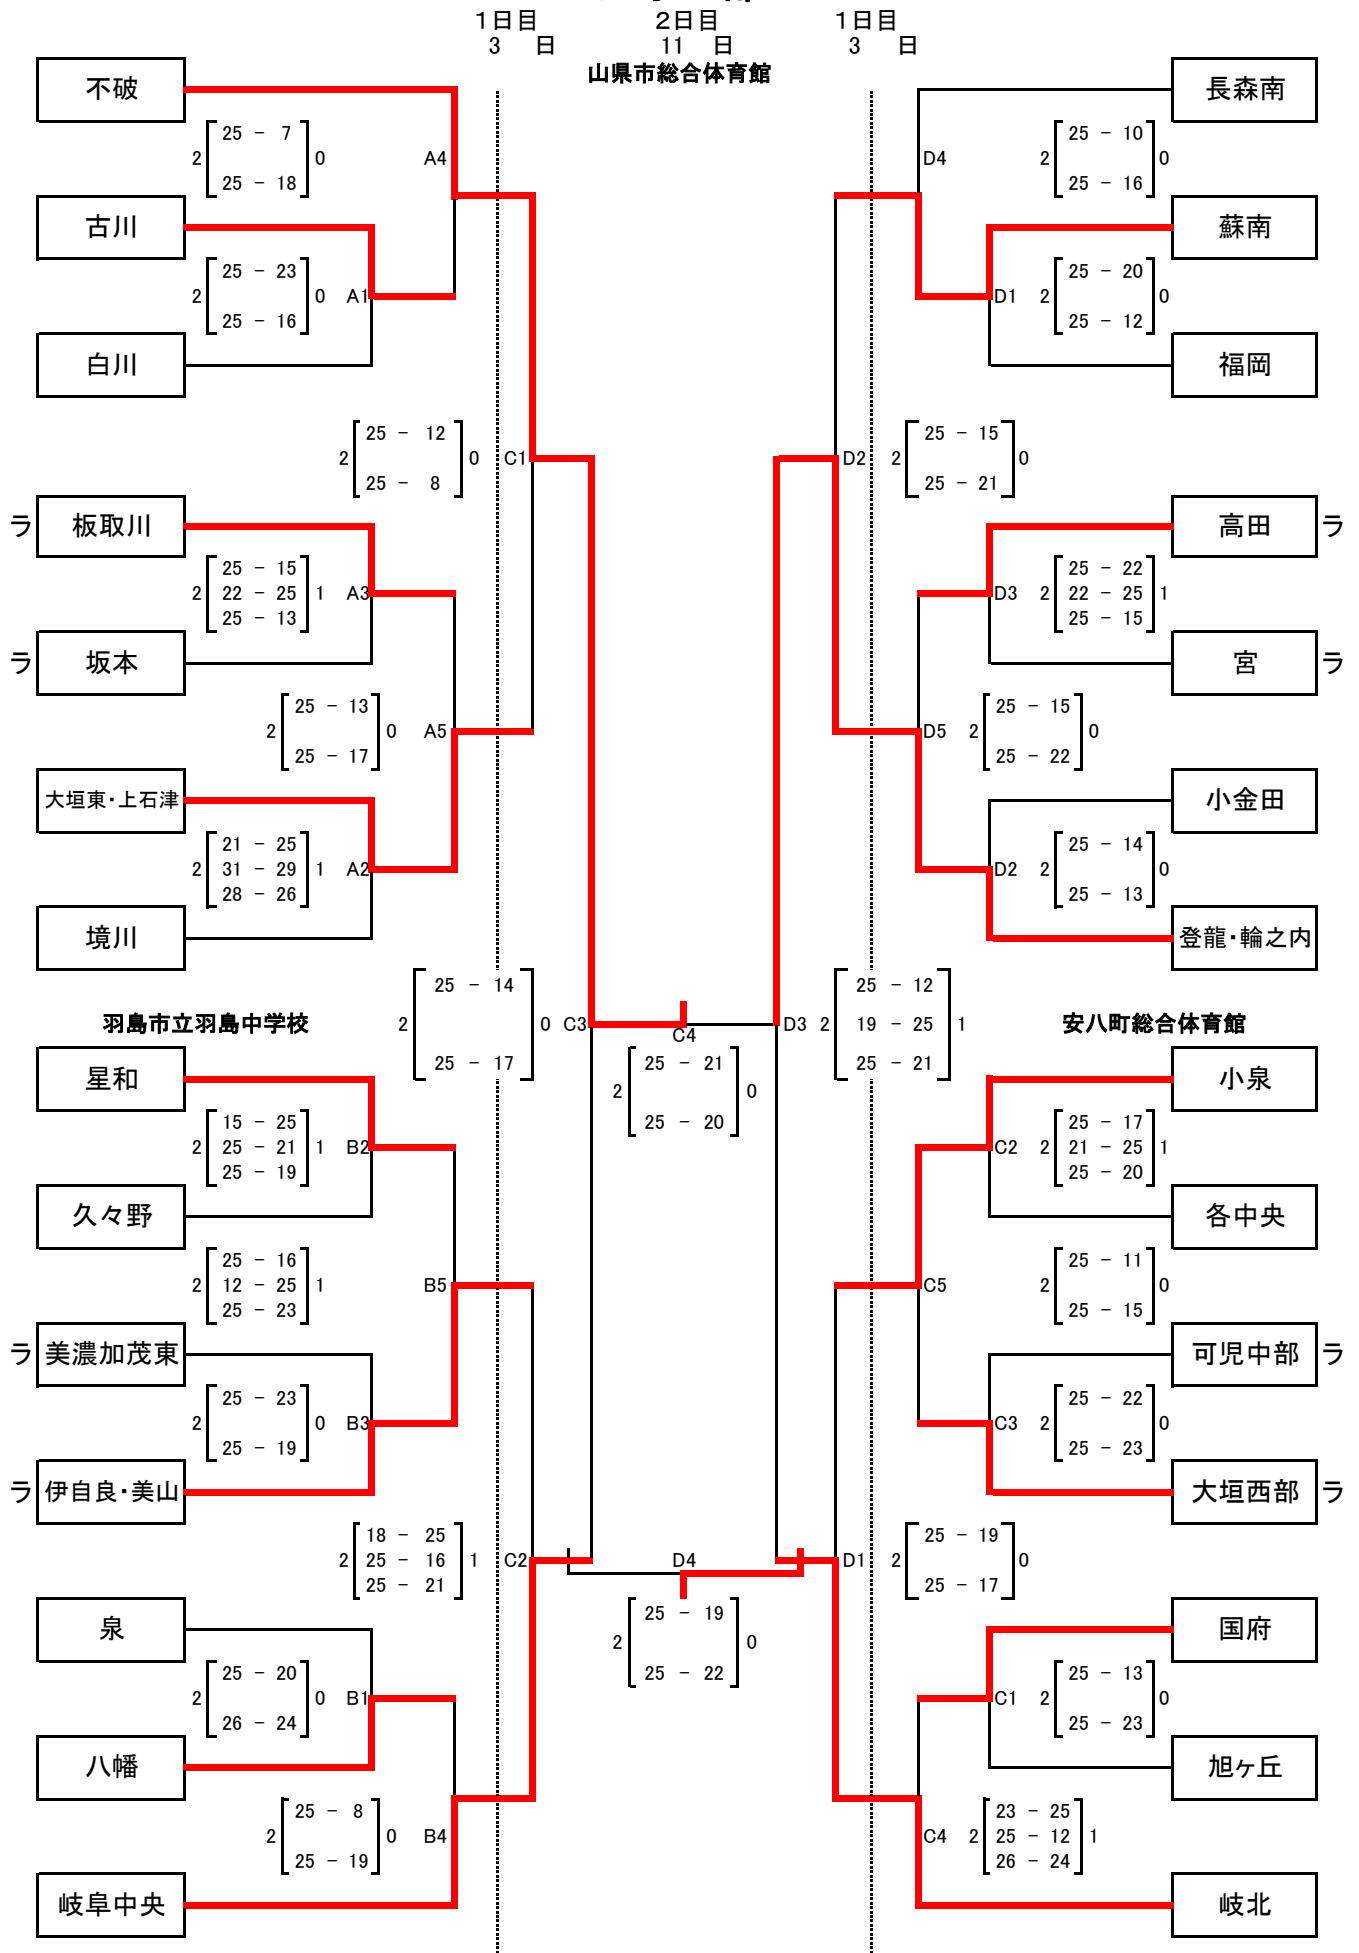 1日目 2日目 1日目
3 日 11 日 3 日
山県市総合体育館
不破 長森南
25 - 7 25 - 10
2 0 A4 D4 2 0
25 - 18 25 - 16
古川 蘇南
25 - 23 25 - 20
2 0 A1 D1 2 0
25 - 16 25 - 12
白川 福岡
25 - 12 25 - 15
2 0 C1 D2 2 0
25 - 8 25 - 21
ラ 板取川 高田 ラ
25 - 15 25 - 22
2 22 - 25 1 A3 D3 2 22 - 25 1
25 - 13 25 - 15
ラ 坂本 宮 ラ
25 - 13 25 - 15
2 0 A5 D5 2 0
25 - 17 25 - 22
大垣東・上石津 小金田
21 - 25 25 - 14
2 31 - 29 1 A2 D2 2 0
28 - 26 25 - 13
境川 登龍・輪之内
25 - 14 25 - 12
羽島市立羽島中学校 2 0 C3 D3 2 19 - 25 1 安八町総合体育館
C4
25 - 17 25 - 21 25 - 21
星和 2 0 小泉
25 - 20
15 - 25 25 - 17
2 25 - 21 1 B2 C2 2 21 - 25 1
25 - 19 25 - 20
久々野 各中央
25 - 16 25 - 11
2 12 - 25 1 B5 C5 2 0
25 - 23 25 - 15
ラ 美濃加茂東 可児中部 ラ
25 - 23 25 - 22
2 0 B3 C3 2 0
25 - 19 25 - 23
ラ 伊自良・美山 大垣西部 ラ
18 - 25 25 - 19
2 25 - 16 1 C2 D4 D1 2 0
25 - 21 25 - 17
25 - 19
泉 2 0 国府
25 - 22
25 - 20 25 - 13
2 0 B1 C1 2 0
26 - 24 25 - 23
八幡 旭ヶ丘
25 - 8 23 - 25
2 0 B4 C4 2 25 - 12 1
25 - 19 26 - 24
岐阜中央 岐北